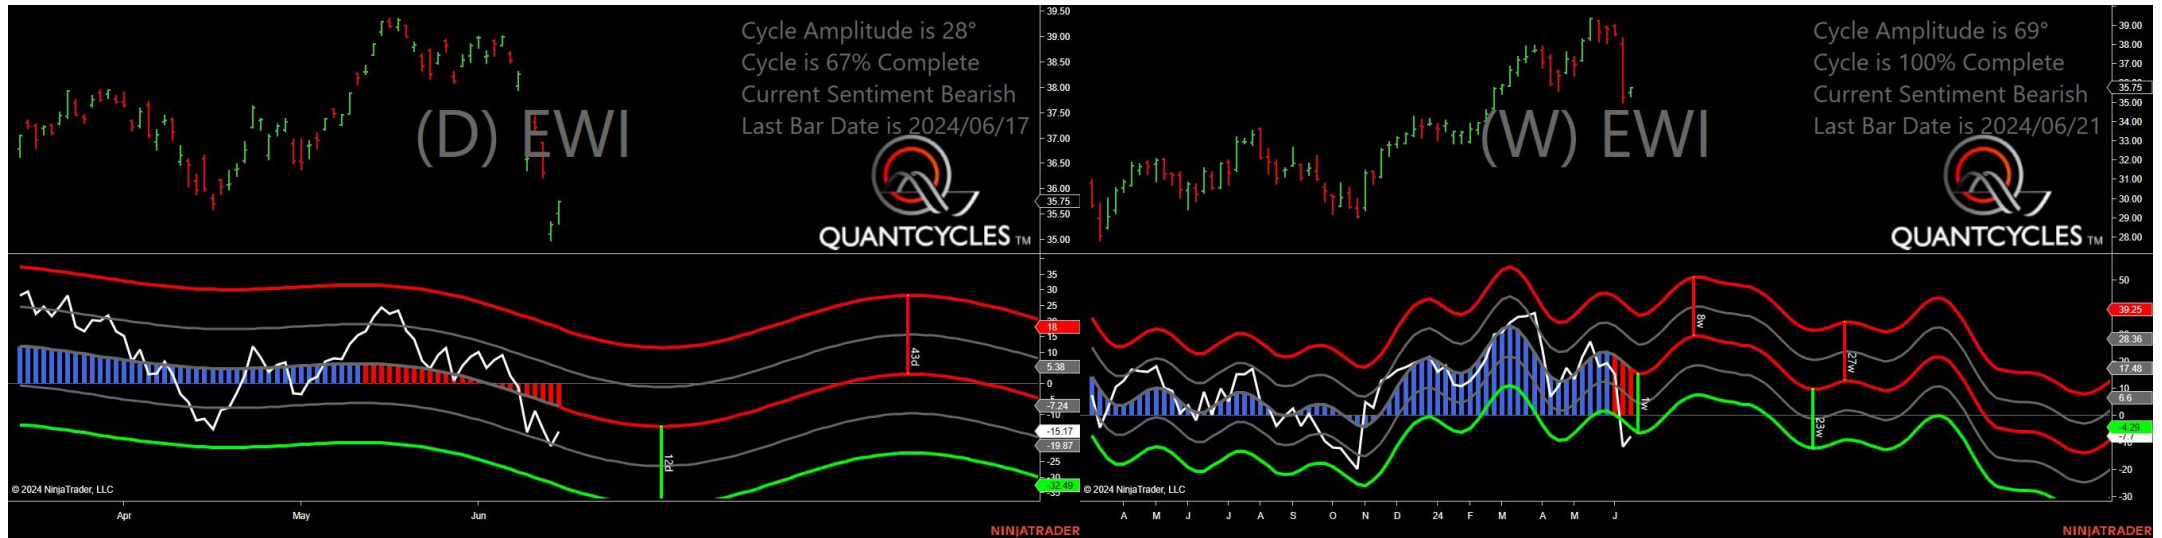 Cycle Amplitude is 28°
Cycle is 67% Complete
Current Sentiment Bearish
Last Bar Date is 2024/06/17
(D) EWI
QUANTCYCLES TM
39.50
39.00
38.50
38.00
37.50
37.00
36.50
36.00
35.75
35.50
35.00
35
30
25
18
15
10
5.38
0
-7.24
-10
-15.17
-19.87
-25
-32.49
43d
12d
© 2024 NinjaTrader, LLC
Apr May Jun
NINJATRADER
Cycle Amplitude is 69°
Cycle is 100% Complete
Current Sentiment Bearish
Last Bar Date is 2024/06/21
(W) EWI
QUANTCYCLES TM
39.00
38.00
37.00
35.75
35.00
34.00
33.00
32.00
31.00
30.00
29.00
28.00
50
39.25
28.36
17.48
10
6.6
0
-4.29
-7.7
-20
-30
8w
27w
1w
23w
© 2024 NinjaTrader, LLC
A M J J A S O N D 24 F M A M J
NINJATRADER